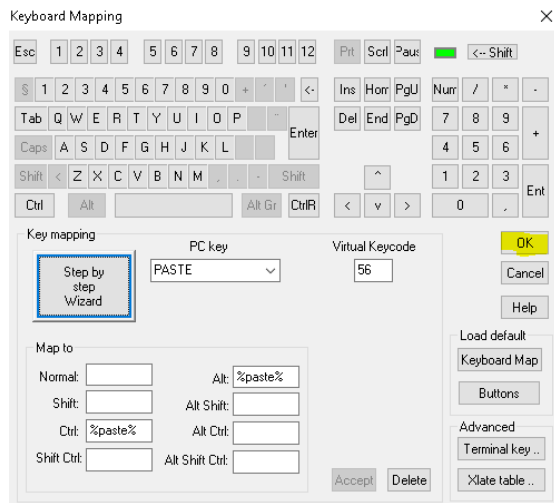 Keyboard Mapping
Esc 1 2 3 4 5 6 7 8 9 10 11 12 Prt Scrl Paus <-- Shift
§ 1 2 3 4 5 6 7 8 9 0 + ´ ' <- Ins Hom PgU Num / * -
Tab Q W E R T Y U I O P ¨ Enter Del End PgD 7 8 9 +
Caps A S D F G H J K L 4 5 6
Shift < Z X C V B N M , . - Shift ^ 1 2 3 Ent
Ctrl Alt Alt Gr CtrlR < v > 0 ,
Key mapping
PC key Virtual Keycode OK
Step by step Wizard PASTE 56 Cancel
Help
Map to Load default
Normal: Alt: %paste% Keyboard Map
Shift: Alt Shift: Buttons
Ctrl: %paste% Alt Ctrl: Advanced
Shift Ctrl: Alt Shift Ctrl: Terminal key ..
Accept Delete Xlate table ..